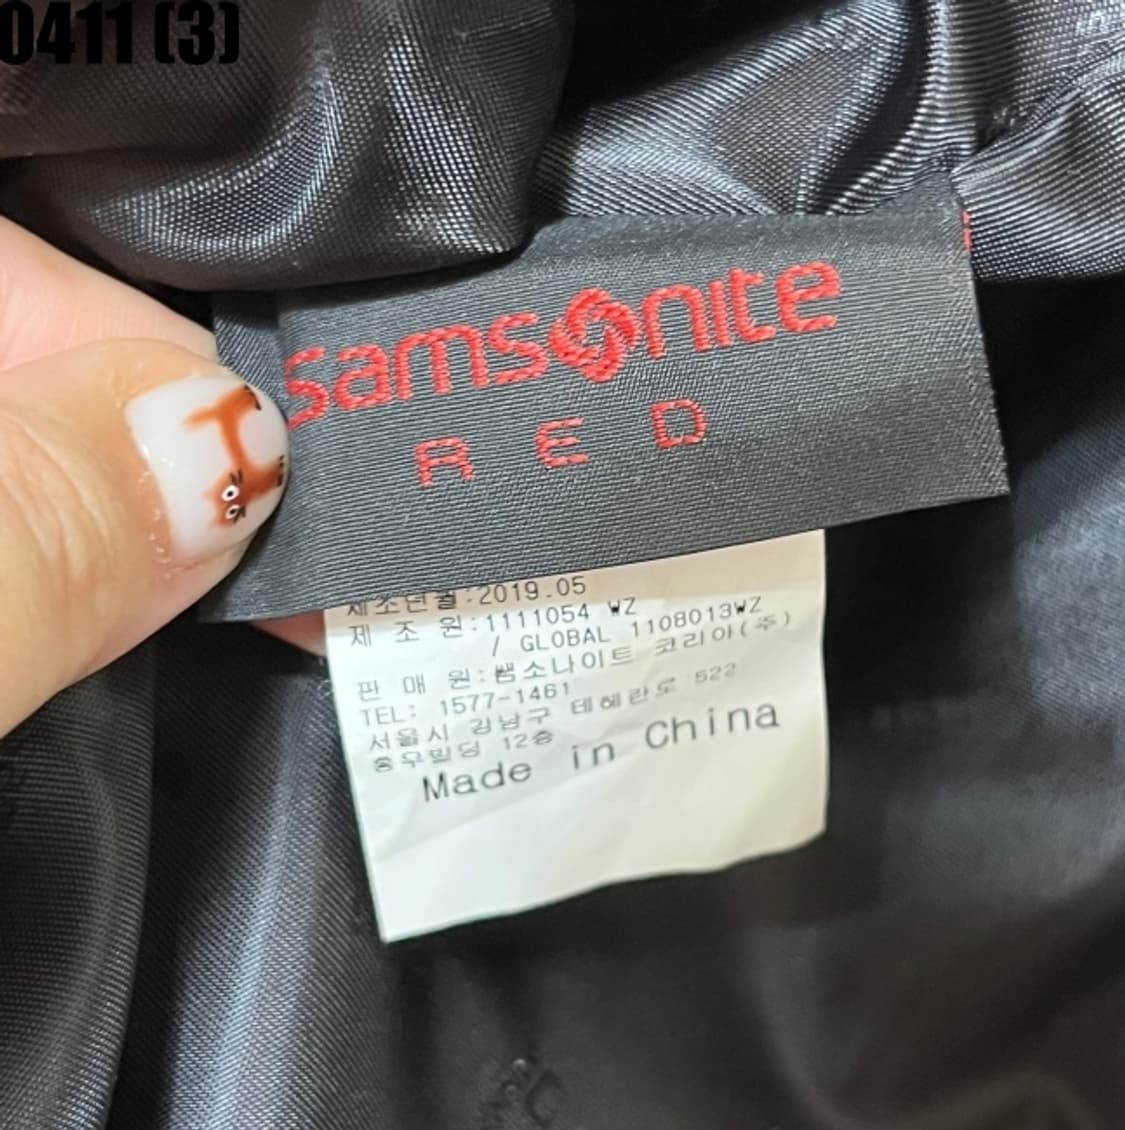 0411 (3)
samsonite
RED
제조년월:2019.05
제 조 원:1111054 WZ
/ GLOBAL 1108013WZ
판 매 원:쌤소나이트 코리아(주)
TEL: 1577-1461
서울시 강남구 테헤란로 522
홍우빌딩 12층
Made in China